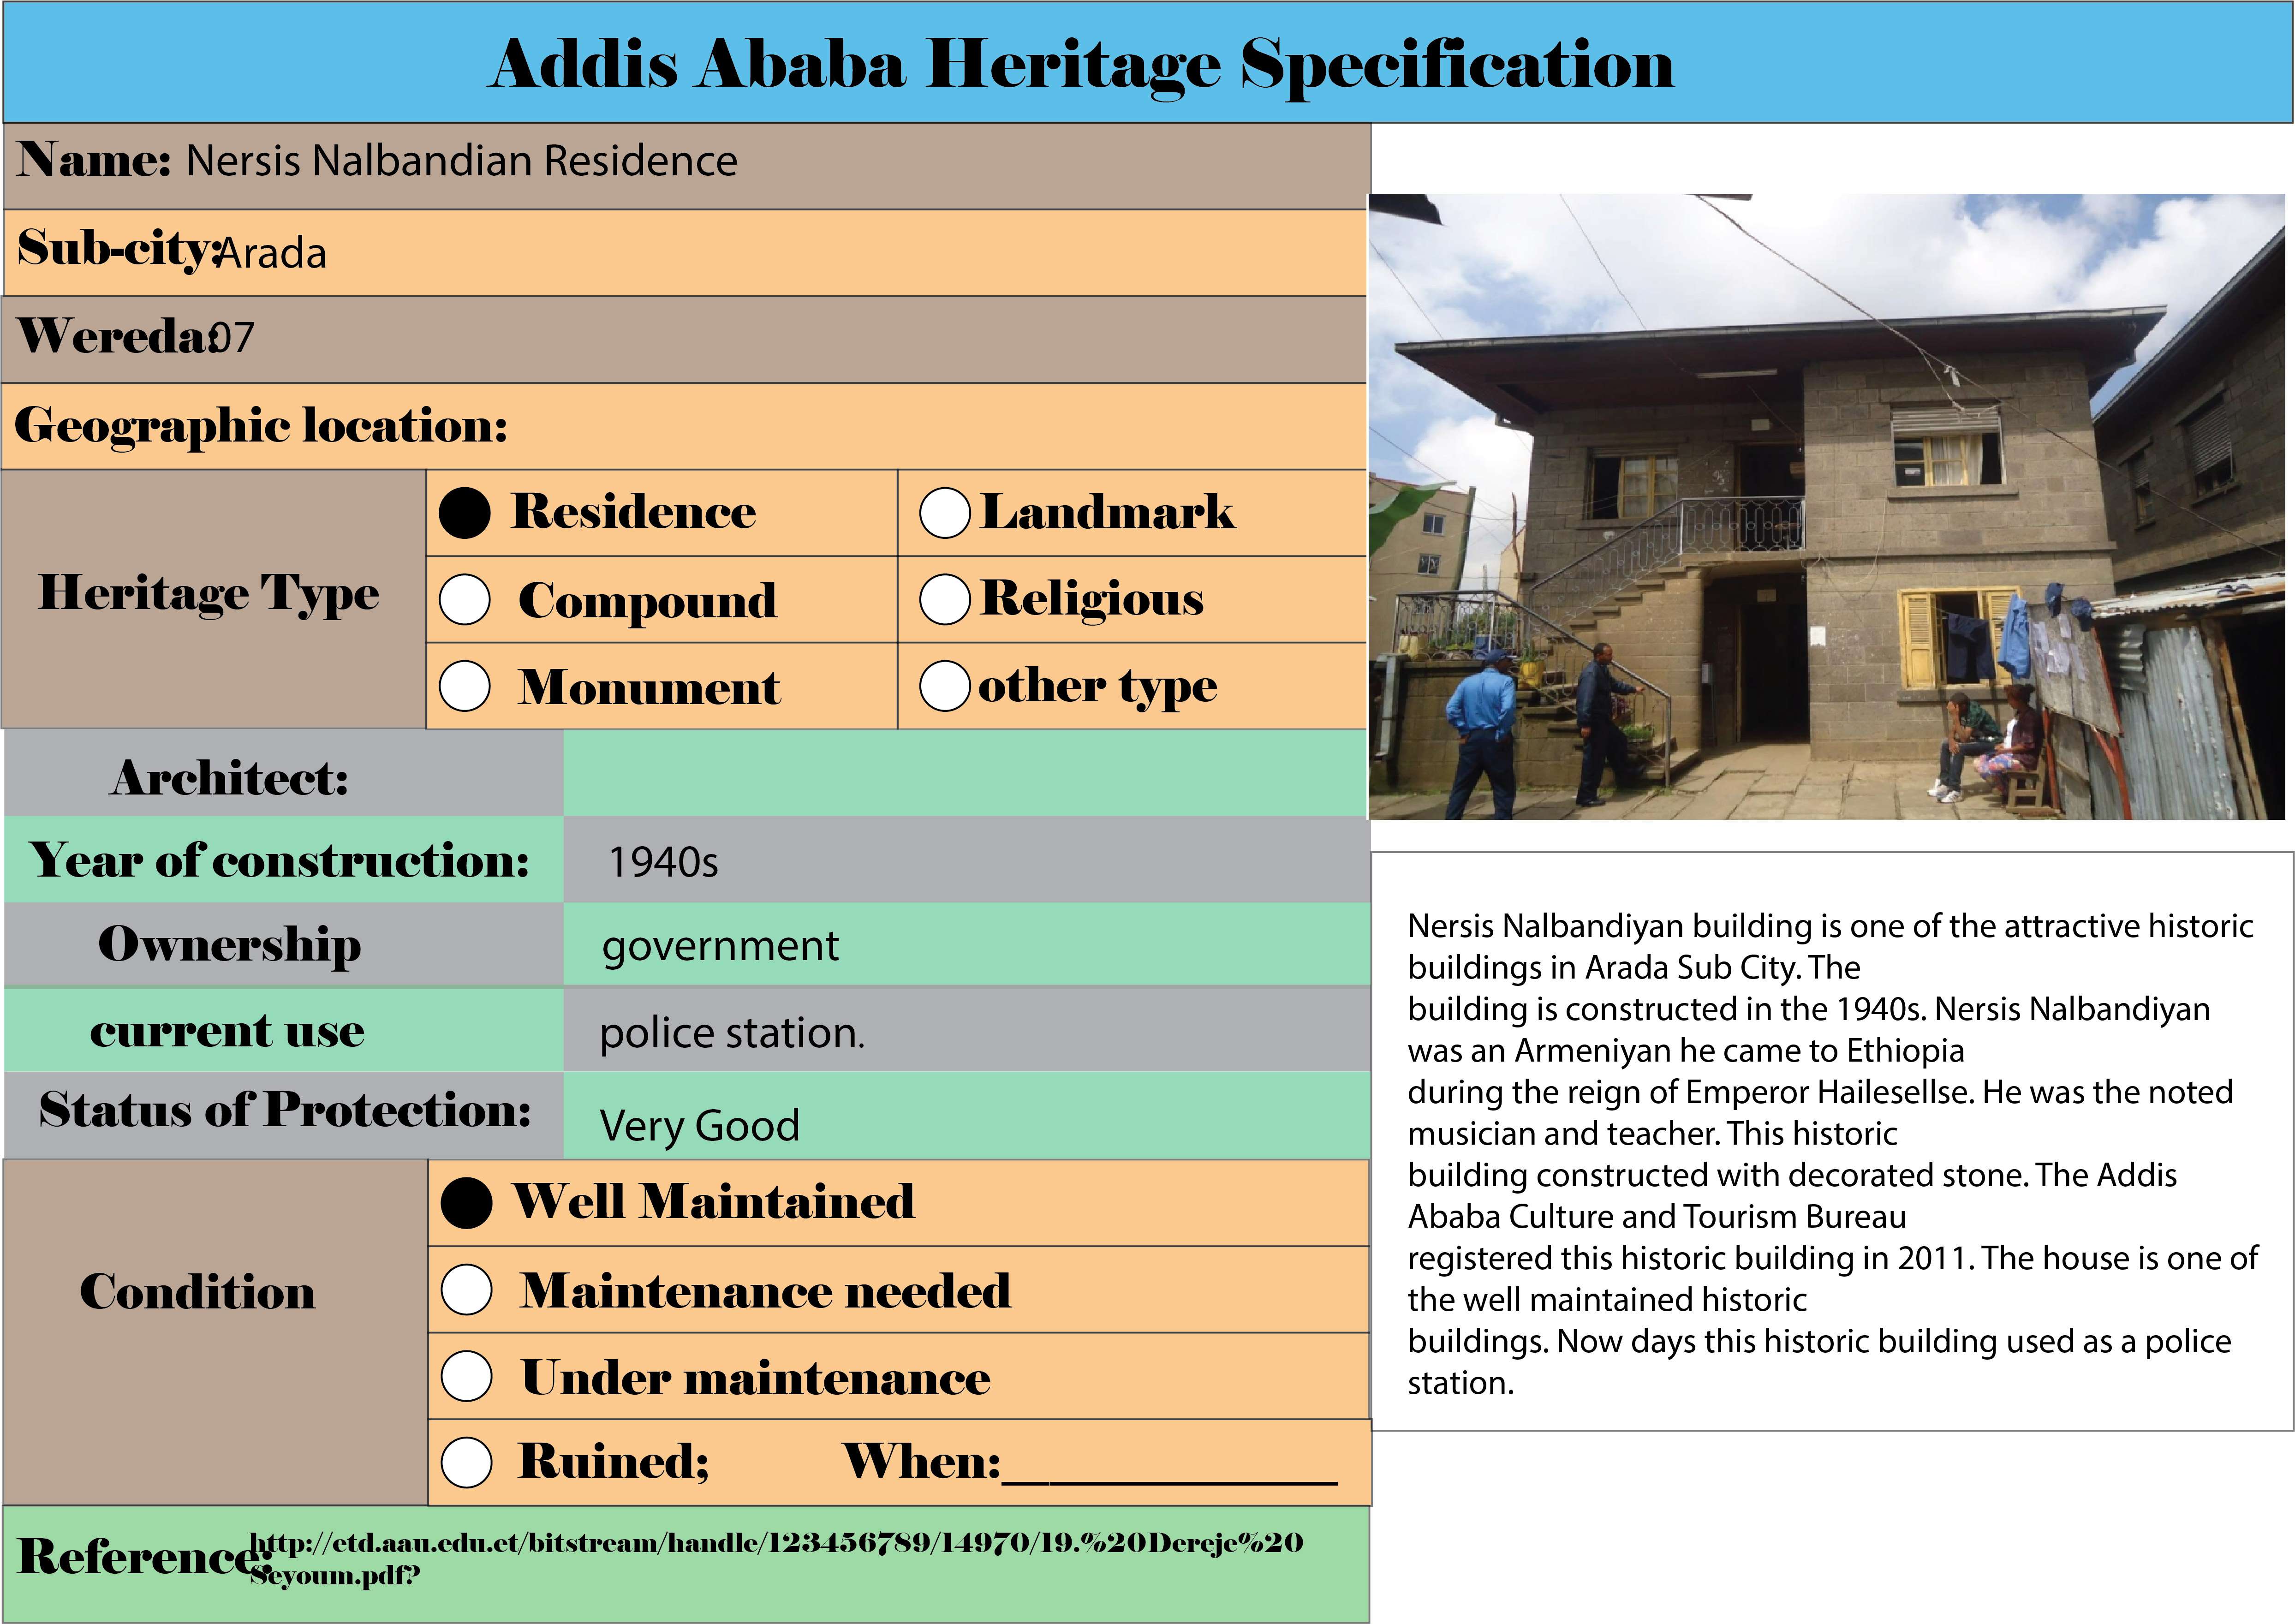 Addis Ababa Heritage Specification
Name: Nersis Nalbandian Residence
Sub-city: Arada
Wereda: 07
Geographic location:
Heritage Type
Residence
Landmark
Compound
Religious
Monument
other type
Architect:
Year of construction: 1940s
Ownership government
current use police station.
Status of Protection: Very Good
Condition
Well Maintained
Maintenance needed
Under maintenance
Ruined; When:______________
Reference: http://etd.aau.edu.et/bitstream/handle/123456789/14970/19.%20Dereje%20
Seyoum.pdf?
Nersis Nalbandiyan building is one of the attractive historic
buildings in Arada Sub City. The
building is constructed in the 1940s. Nersis Nalbandiyan
was an Armeniyan he came to Ethiopia
during the reign of Emperor Hailesellse. He was the noted
musician and teacher. This historic
building constructed with decorated stone. The Addis
Ababa Culture and Tourism Bureau
registered this historic building in 2011. The house is one of
the well maintained historic
buildings. Now days this historic building used as a police
station.